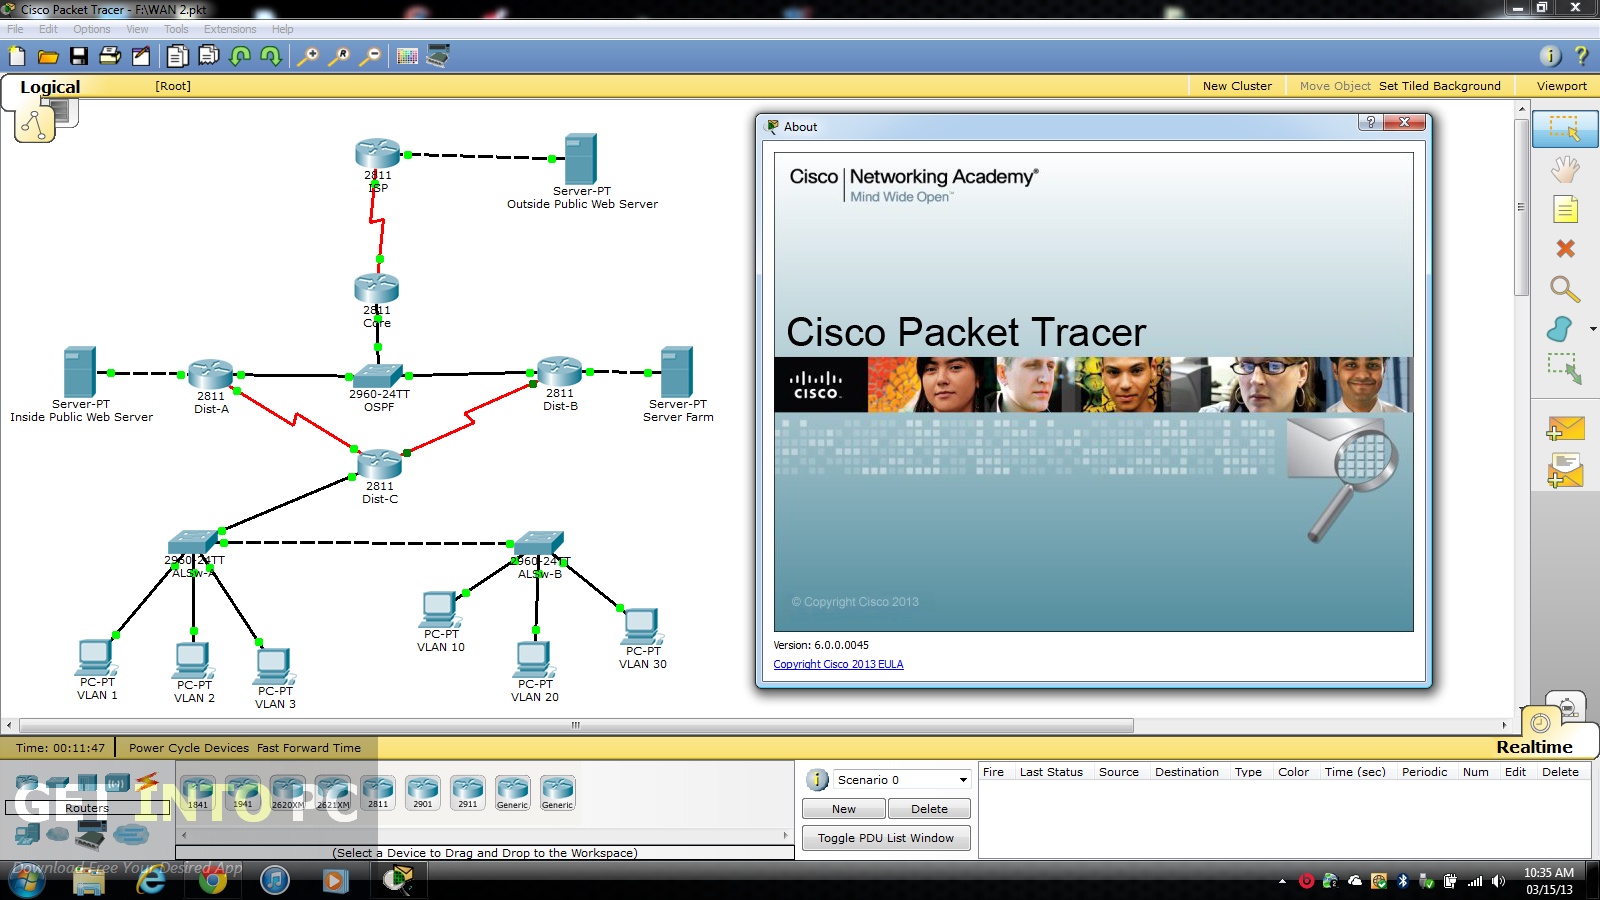 Cisco Packet Tracer - F:\WAN 2.pkt
File Edit Options View Tools Extensions Help
Logical
[Root]
New Cluster
Move Object
Set Tiled Background
Viewport
2811
ISP
Server-PT
Outside Public Web Server
2811
Core
Server-PT
Inside Public Web Server
2811
Dist-A
2960-24TT
OSPF
2811
Dist-B
Server-PT
Server Farm
2811
Dist-C
2960-24TT
ALSw-A
2960-24TT
ALSw-B
PC-PT
VLAN 1
PC-PT
VLAN 2
PC-PT
VLAN 3
PC-PT
VLAN 10
PC-PT
VLAN 20
PC-PT
VLAN 30
About
Cisco Networking Academy®
Mind Wide Open™
Cisco Packet Tracer
CISCO
© Copyright Cisco 2013
Version: 6.0.0.0045
Copyright Cisco 2013 EULA
Realtime
Time: 00:11:47
Power Cycle Devices Fast Forward Time
Routers
1841
1941
2620XM
2621XM
2811
2901
2911
Generic
Generic
(Select a Device to Drag and Drop to the Workspace)
Scenario 0
New
Delete
Toggle PDU List Window
Fire Last Status Source Destination Type Color Time (sec) Periodic Num Edit Delete
GET INTO PC
Download Free Your Desired App
10:35 AM
03/15/13